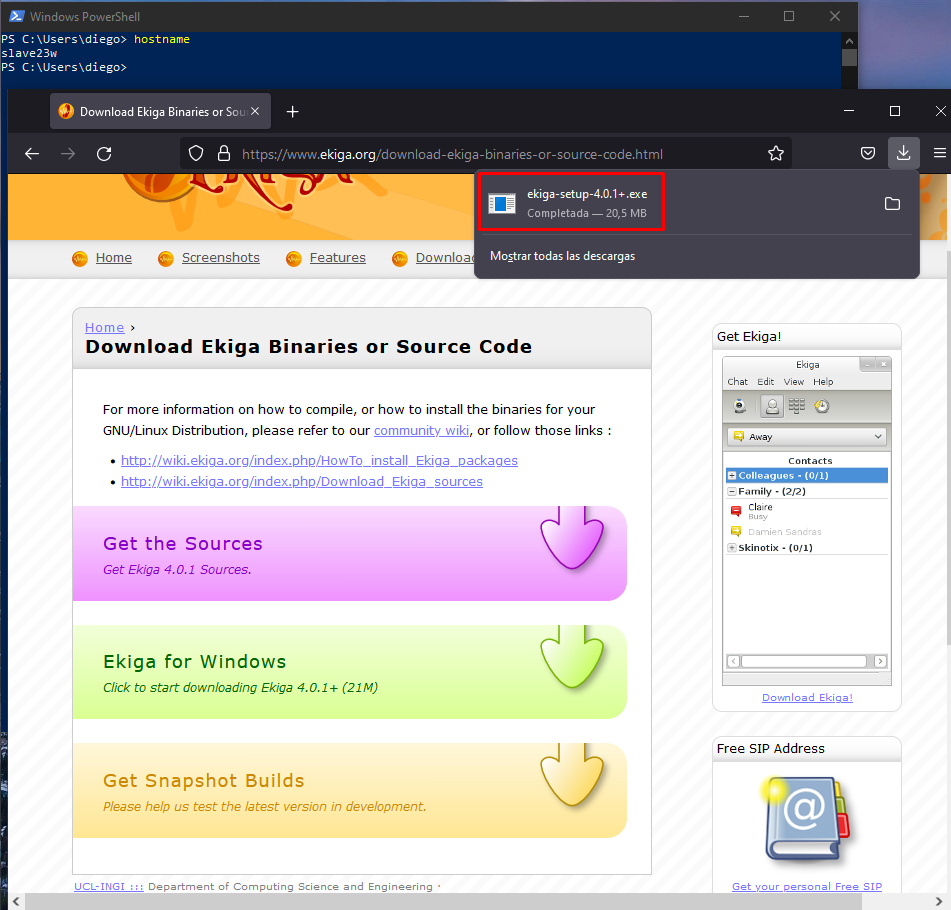 Windows PowerShell
PS C:\Users\diego> hostname
slave23w
PS C:\Users\diego>
Download Ekiga Binaries or Sour
https://www.ekiga.org/download-ekiga-binaries-or-source-code.html
ekiga-setup-4.0.1+.exe
Completada — 20,5 MB
Mostrar todas las descargas
Home
Screenshots
Features
Download
Home ›
Download Ekiga Binaries or Source Code
For more information on how to compile, or how to install the binaries for your
GNU/Linux Distribution, please refer to our community wiki, or follow those links :
• http://wiki.ekiga.org/index.php/HowTo_install_Ekiga_packages
• http://wiki.ekiga.org/index.php/Download_Ekiga_sources
Get the Sources
Get Ekiga 4.0.1 Sources.
Ekiga for Windows
Click to start downloading Ekiga 4.0.1+ (21M)
Get Snapshot Builds
Please help us test the latest version in development.
UCL-INGI ::: Department of Computing Science and Engineering ·
Get Ekiga!
Ekiga
Chat Edit View Help
Away
Contacts
Colleagues - (0/1)
Family - (2/2)
Claire
Busy
Damien Sandras
Skinotix - (0/1)
Download Ekiga!
Free SIP Address
@
Get your personal Free SIP